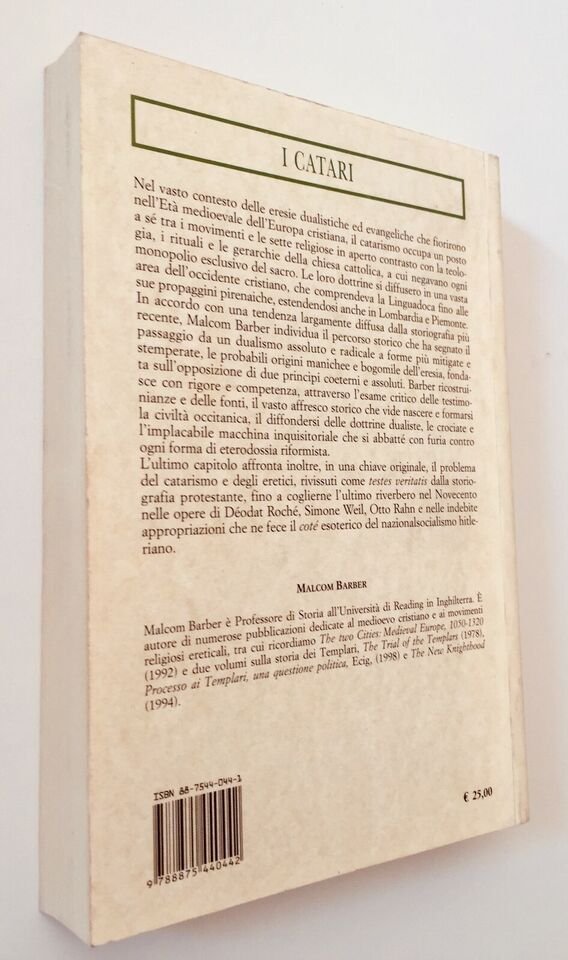 I CATARI
Nel vasto contesto delle eresie dualistiche ed evangeliche che fiorirono
nell'Età medioevale dell'Europa cristiana, il catarismo occupa un posto
a sé tra i movimenti e le sette religiose in aperto contrasto con la teolo-
gia, i rituali e le gerarchie della chiesa cattolica, a cui negavano ogni
monopolio esclusivo del sacro. Le loro dottrine si diffusero in una vasta
area dell'occidente cristiano, che comprendeva la Linguadoca fino alle
sue propaggini pirenaiche, estendendosi anche in Lombardia e Piemonte.
In accordo con una tendenza largamente diffusa dalla storiografia più
recente, Malcom Barber individua il percorso storico che ha segnato il
passaggio da un dualismo assoluto e radicale a forme più mitigate e
stemperate, le probabili origini manichee e bogomile dell'eresia, fonda-
ta sull'opposizione di due principi coeterni e assoluti. Barber ricostrui-
sce con rigore e competenza, attraverso l'esame critico delle testimo-
nianze e delle fonti, il vasto affresco storico che vide nascere e formarsi
la civiltà occitanica, il diffondersi delle dottrine dualiste, le crociate e
l'implacabile macchina inquisitoriale che si abbatté con furia contro
ogni forma di eterodossia riformista.
L'ultimo capitolo affronta inoltre, in una chiave originale, il problema
del catarismo e degli eretici, rivissuti come testes veritatis dalla storio-
grafia protestante, fino a coglierne l'ultimo riverbero nel Novecento
nelle opere di Déodat Roché, Simone Weil, Otto Rahn e nelle indebite
appropriazioni che ne fece il coté esoterico del nazionalsocialismo hitle-
riano.
MALCOM BARBER
Malcom Barber è Professore di Storia all'Università di Reading in Inghilterra. È
autore di numerose pubblicazioni dedicate al medioevo cristiano e ai movimenti
religiosi ereticali, tra cui ricordiamo The two Cities: Medieval Europe, 1050-1320
(1992) e due volumi sulla storia dei Templari, The Trial of the Templars (1978),
Processo ai Templari, una questione politica, Ecig, (1998) e The New Knighthood
(1994).
ISBN 88-7544-044-1
9 788875 440442
€ 25,00